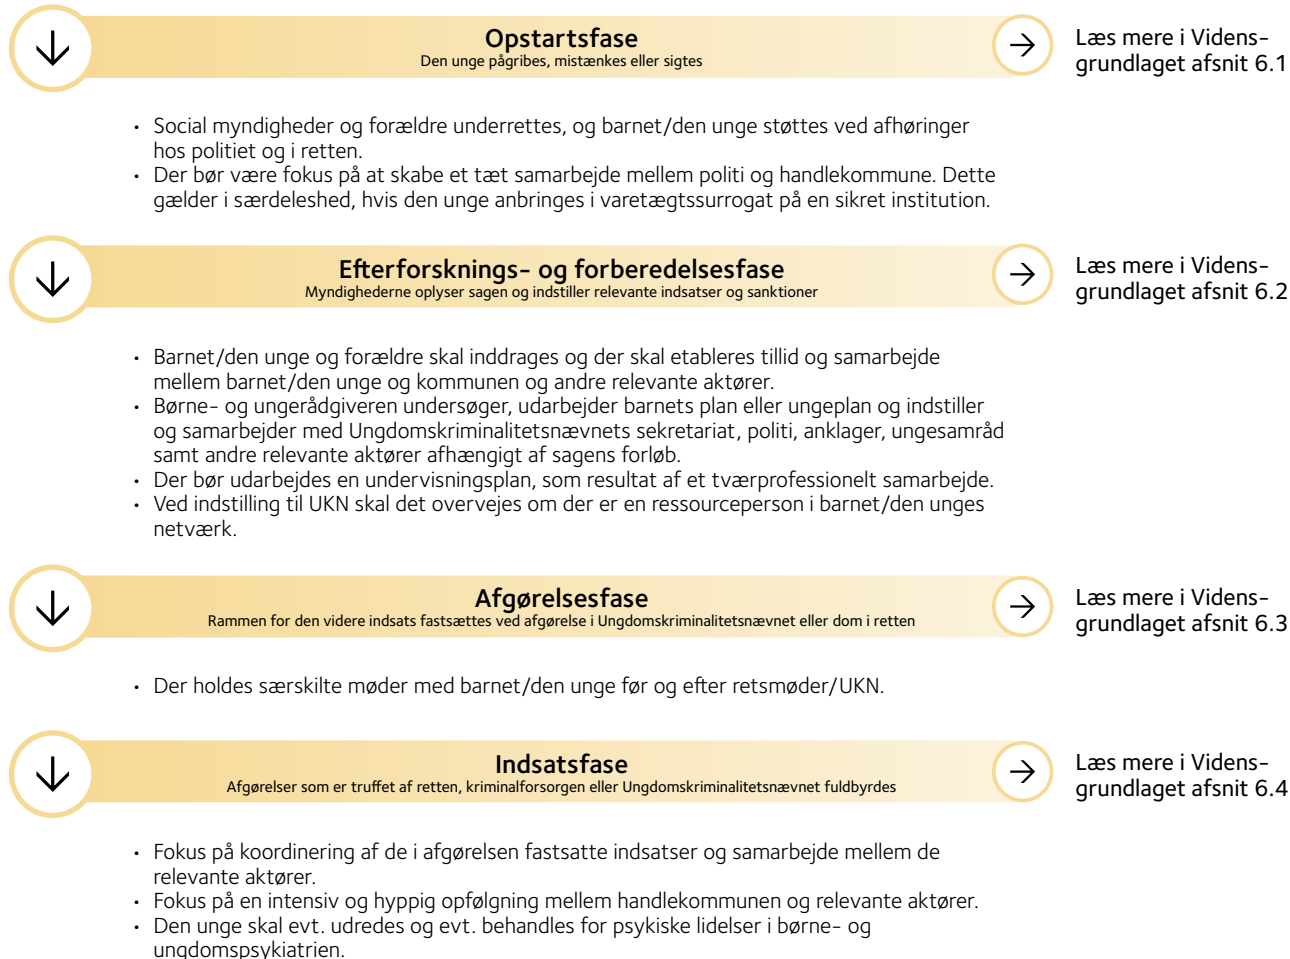 Opstartsfase
Den unge pågribes, mistænkes eller sigtes
Læs mere i Videns-
grundlaget afsnit 6.1
• Social myndigheder og forældre underrettes, og barnet/den unge støttes ved afhøringer
hos politiet og i retten.
• Der bør være fokus på at skabe et tæt samarbejde mellem politi og handlekommune. Dette
gælder i særdeleshed, hvis den unge anbringes i varetægtssurrogat på en sikret institution.
Efterforsknings- og forberedelsesfase
Myndighederne oplyser sagen og indstiller relevante indsatser og sanktioner
Læs mere i Videns-
grundlaget afsnit 6.2
• Barnet/den unge og forældre skal inddrages og der skal etableres tillid og samarbejde
mellem barnet/den unge og kommunen og andre relevante aktører.
• Børne- og ungerådgiveren undersøger, udarbejder barnets plan eller ungeplan og indstiller
og samarbejder med Ungdomskriminalitetsnævnets sekretariat, politi, anklager, ungesamråd
samt andre relevante aktører afhængigt af sagens forløb.
• Der bør udarbejdes en undervisningsplan, som resultat af et tværprofessionelt samarbejde.
• Ved indstilling til UKN skal det overvejes om der er en ressourceperson i barnet/den unges
netværk.
Afgørelsesfase
Rammen for den videre indsats fastsættes ved afgørelse i Ungdomskriminalitetsnævnet eller dom i retten
Læs mere i Videns-
grundlaget afsnit 6.3
• Der holdes særskilte møder med barnet/den unge før og efter retsmøder/UKN.
Indsatsfase
Afgørelser som er truffet af retten, kriminalforsorgen eller Ungdomskriminalitetsnævnet fuldbyrdes
Læs mere i Videns-
grundlaget afsnit 6.4
• Fokus på koordinering af de i afgørelsen fastsatte indsatser og samarbejde mellem de
relevante aktører.
• Fokus på en intensiv og hyppig opfølgning mellem handlekommunen og relevante aktører.
• Den unge skal evt. udredes og evt. behandles for psykiske lidelser i børne- og
ungdomspsykiatrien.